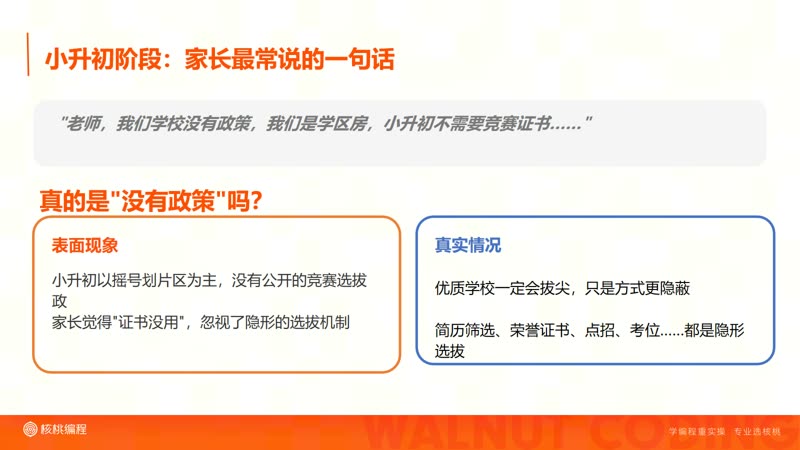 小升初阶段：家长最常说的一句话
"老师，我们学校没有政策，我们是学区房，小升初不需要竞赛证书……"
真的是"没有政策"吗？
表面现象
小升初以摇号划片区为主，没有公开的竞赛选拔
政
家长觉得"证书没用"，忽视了隐形的选拔机制
真实情况
优质学校一定会拔尖，只是方式更隐蔽
简历筛选、荣誉证书、点招、考位……都是隐形
选拔
核桃编程
WALNUT CODING
学编程重实操 专业选核桃